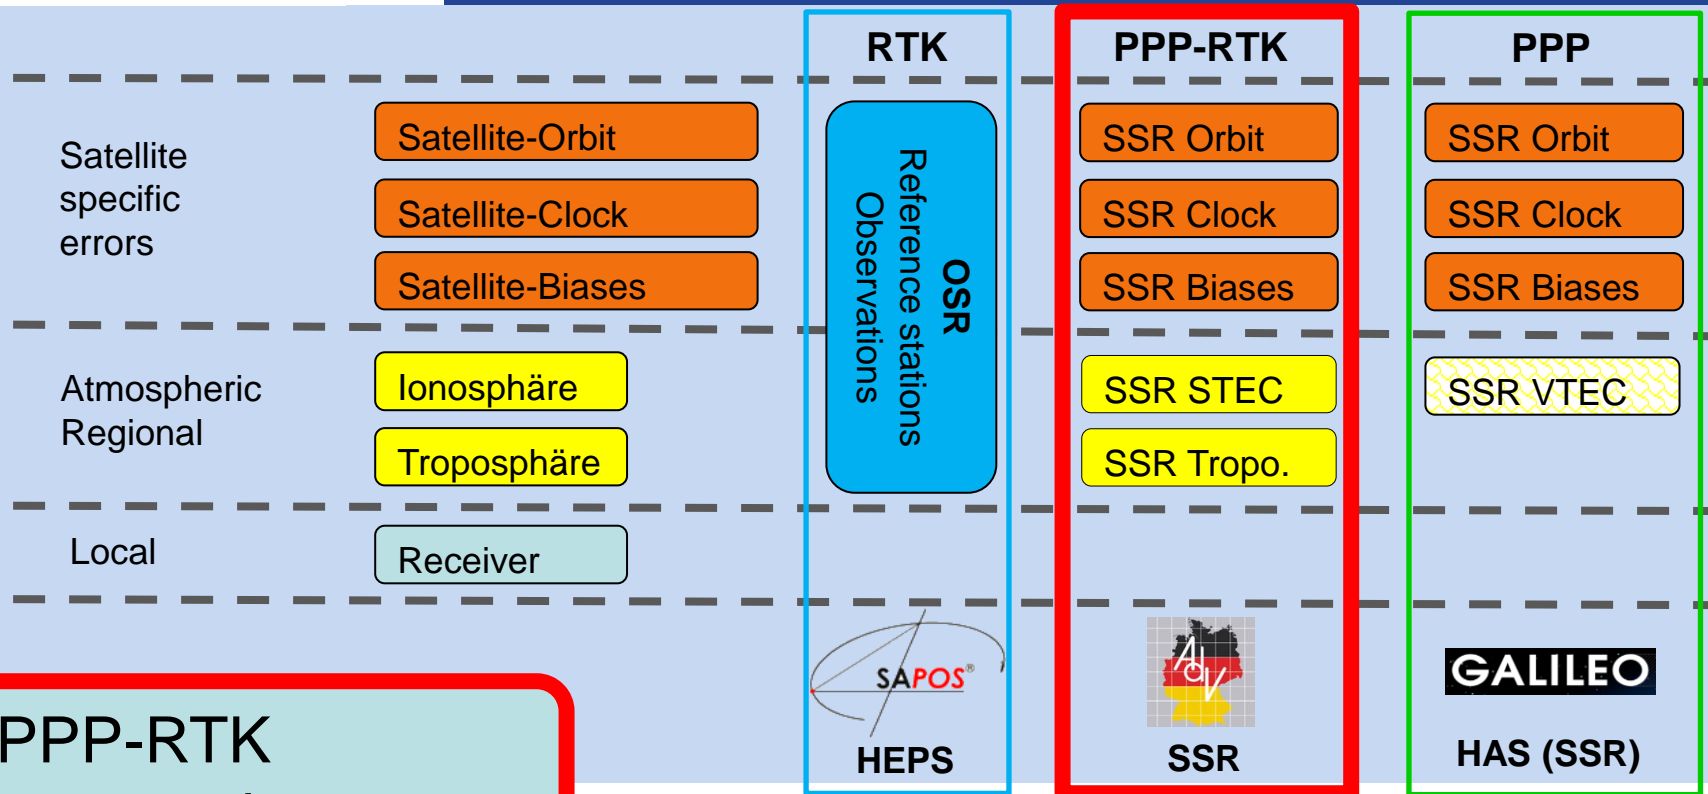 RTK
PPP-RTK
PPP
Satellite
specific
errors
Satellite-Orbit
Satellite-Clock
Satellite-Biases
OSR
Reference stations
Observations
SSR Orbit
SSR Clock
SSR Biases
SSR Orbit
SSR Clock
SSR Biases
Atmospheric
Regional
Ionosphäre
Troposphäre
SSR STEC
SSR Tropo.
SSR VTEC
Local
Receiver
SAPOS®
HEPS
AdV
SSR
GALILEO
HAS (SSR)
PPP-RTK